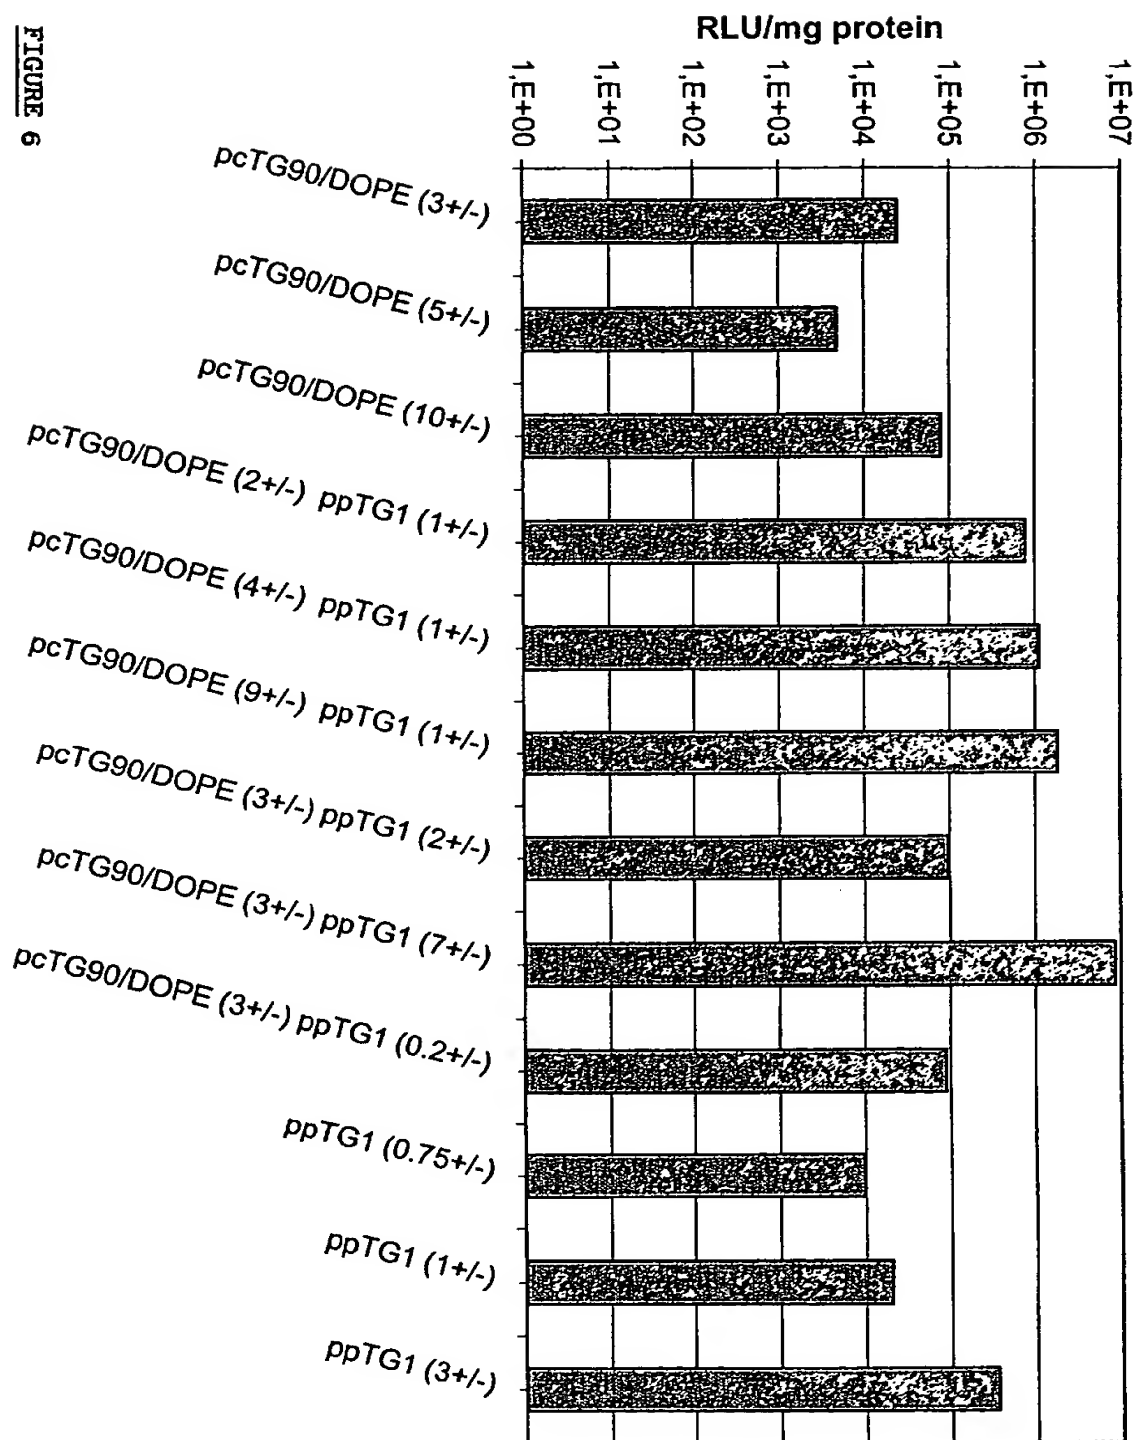 RLU/mg protein
1,E+00
1,E+01
1,E+02
1,E+03
1,E+04
1,E+05
1,E+06
1,E+07
pcTG90/DOPE (3+/-)
pcTG90/DOPE (5+/-)
pcTG90/DOPE (10+/-)
pcTG90/DOPE (2+/-) ppTG1 (1+/-)
pcTG90/DOPE (4+/-) ppTG1 (1+/-)
pcTG90/DOPE (9+/-) ppTG1 (1+/-)
pcTG90/DOPE (3+/-) ppTG1 (2+/-)
pcTG90/DOPE (3+/-) ppTG1 (7+/-)
pcTG90/DOPE (3+/-) ppTG1 (0.2+/-)
ppTG1 (0.75+/-)
ppTG1 (1+/-)
ppTG1 (3+/-)
FIGURE 6